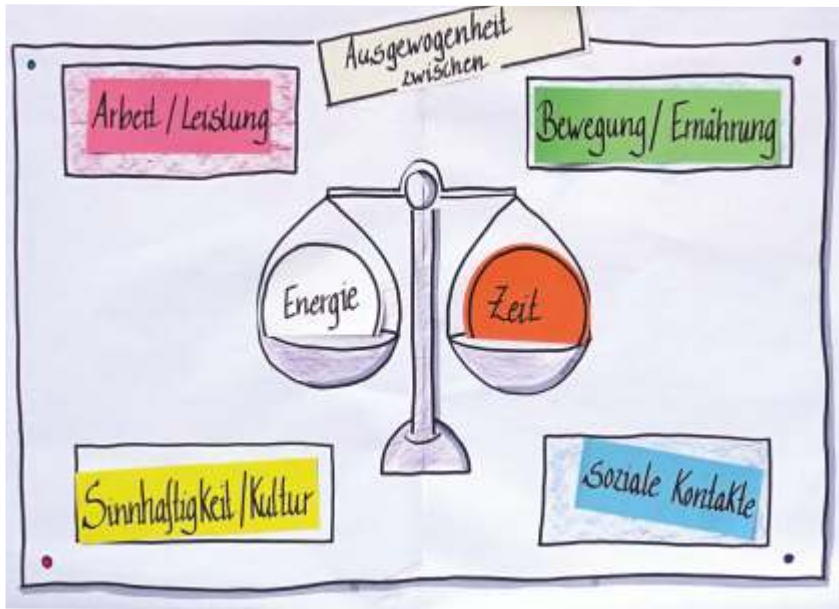 Ausgewogenheit
zwischen
Arbeit/Leistung
Bewegung/Ernährung
Energie
Zeit
Sinnhaftigkeit/Kultur
Soziale Kontakte